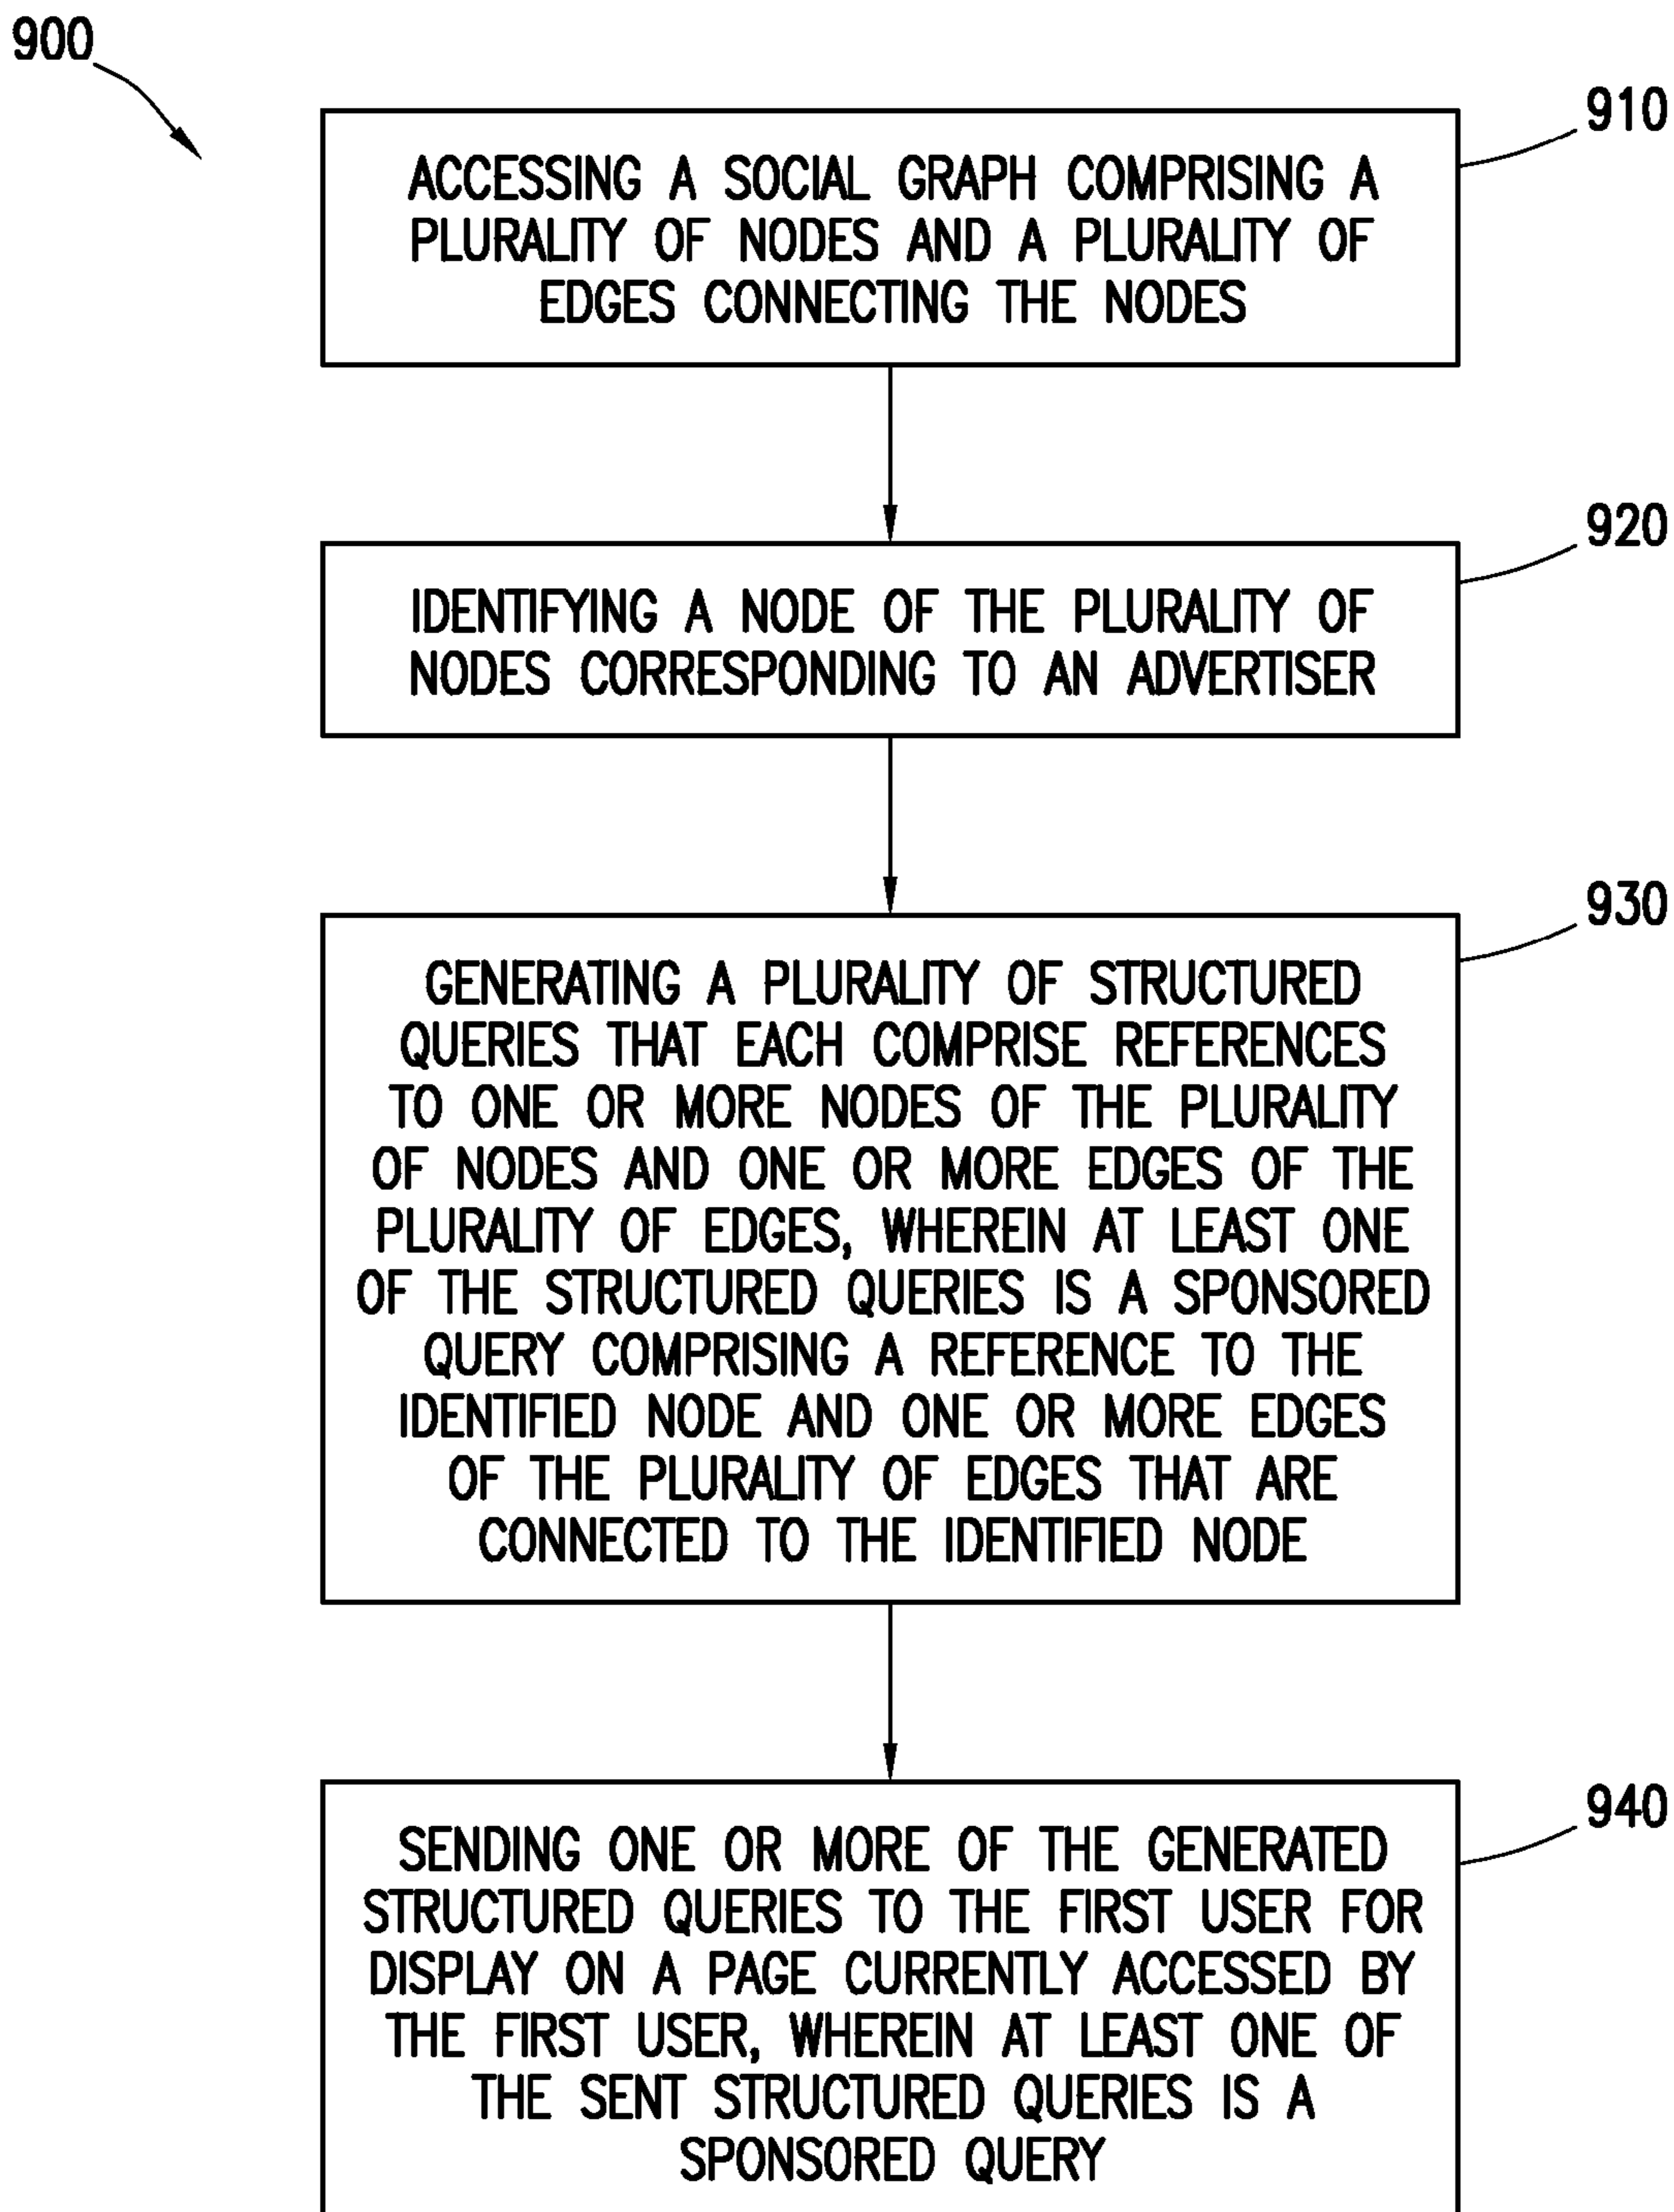 900
910
ACCESSING A SOCIAL GRAPH COMPRISING A
PLURALITY OF NODES AND A PLURALITY OF
EDGES CONNECTING THE NODES
920
IDENTIFYING A NODE OF THE PLURALITY OF
NODES CORRESPONDING TO AN ADVERTISER
930
GENERATING A PLURALITY OF STRUCTURED
QUERIES THAT EACH COMPRISE REFERENCES
TO ONE OR MORE NODES OF THE PLURALITY
OF NODES AND ONE OR MORE EDGES OF THE
PLURALITY OF EDGES, WHEREIN AT LEAST ONE
OF THE STRUCTURED QUERIES IS A SPONSORED
QUERY COMPRISING A REFERENCE TO THE
IDENTIFIED NODE AND ONE OR MORE EDGES
OF THE PLURALITY OF EDGES THAT ARE
CONNECTED TO THE IDENTIFIED NODE
940
SENDING ONE OR MORE OF THE GENERATED
STRUCTURED QUERIES TO THE FIRST USER FOR
DISPLAY ON A PAGE CURRENTLY ACCESSED BY
THE FIRST USER, WHEREIN AT LEAST ONE OF
THE SENT STRUCTURED QUERIES IS A
SPONSORED QUERY